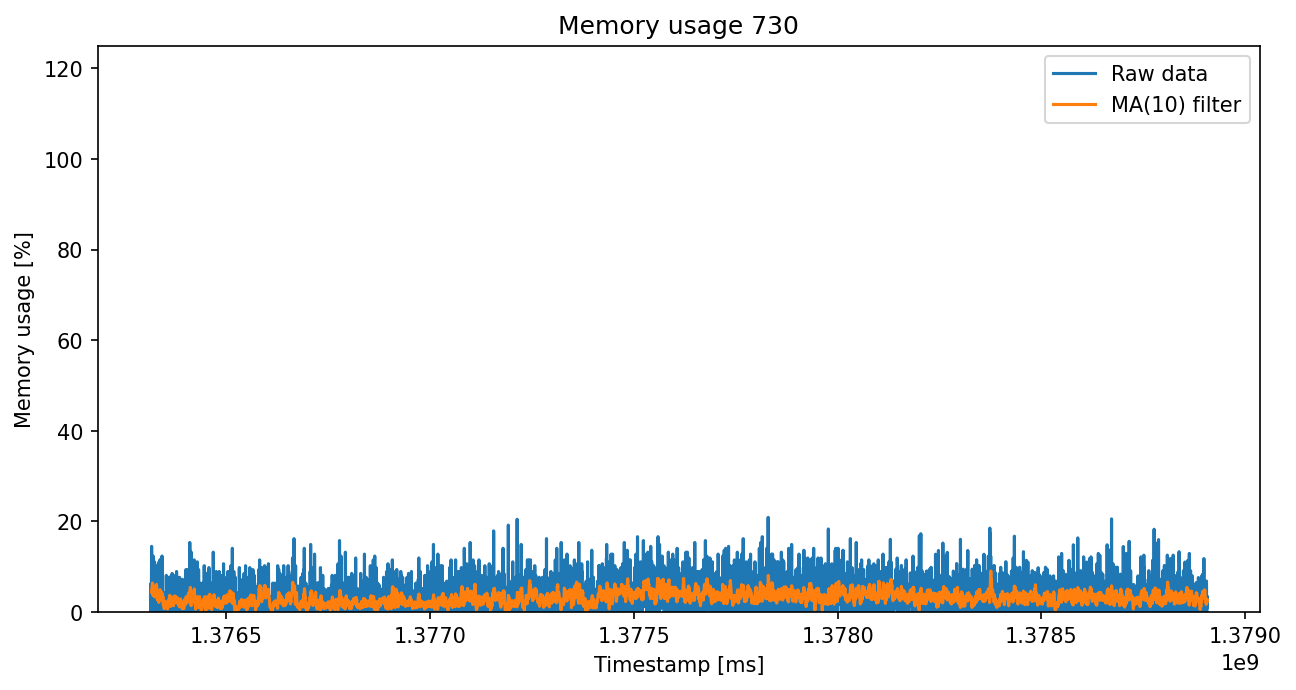 Memory usage 730
Raw data
MA(10) filter
120
100
80
60
40
20
0
Memory usage [%]
1.3765
1.3770
1.3775
1.3780
1.3785
1.3790
1e9
Timestamp [ms]